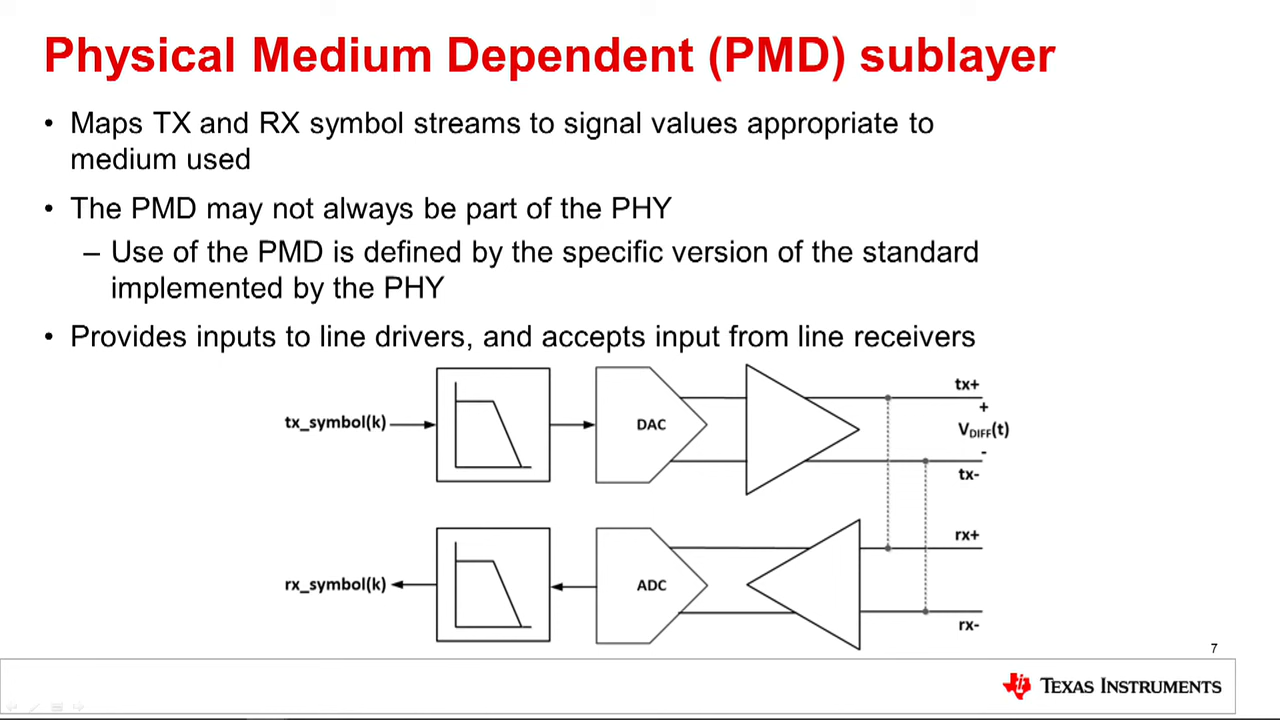 Physical Medium Dependent (PMD) sublayer
• Maps TX and RX symbol streams to signal values appropriate to
medium used
• The PMD may not always be part of the PHY
– Use of the PMD is defined by the specific version of the standard
implemented by the PHY
• Provides inputs to line drivers, and accepts input from line receivers
tx_symbol(k)
DAC
tx+
+
VDIFF(t)
-
tx-
rx_symbol(k)
ADC
rx+
rx-
7
TEXAS INSTRUMENTS